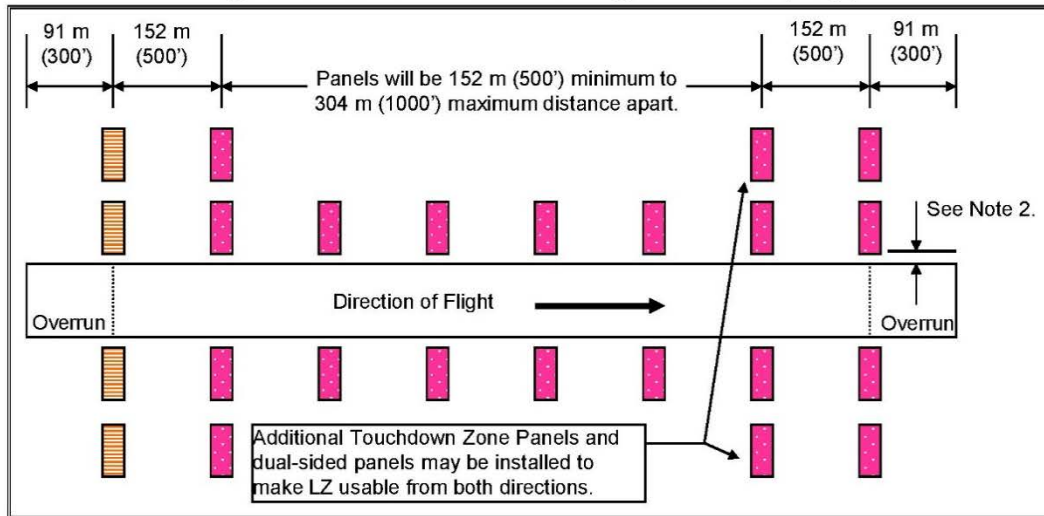 91 m
(300')
152 m
(500')
Panels will be 152 m (500') minimum to
304 m (1000') maximum distance apart.
152 m
(500')
91 m
(300')
See Note 2.
Direction of Flight
Overrun
Overrun
Additional Touchdown Zone Panels and
dual-sided panels may be installed to
make LZ usable from both directions.